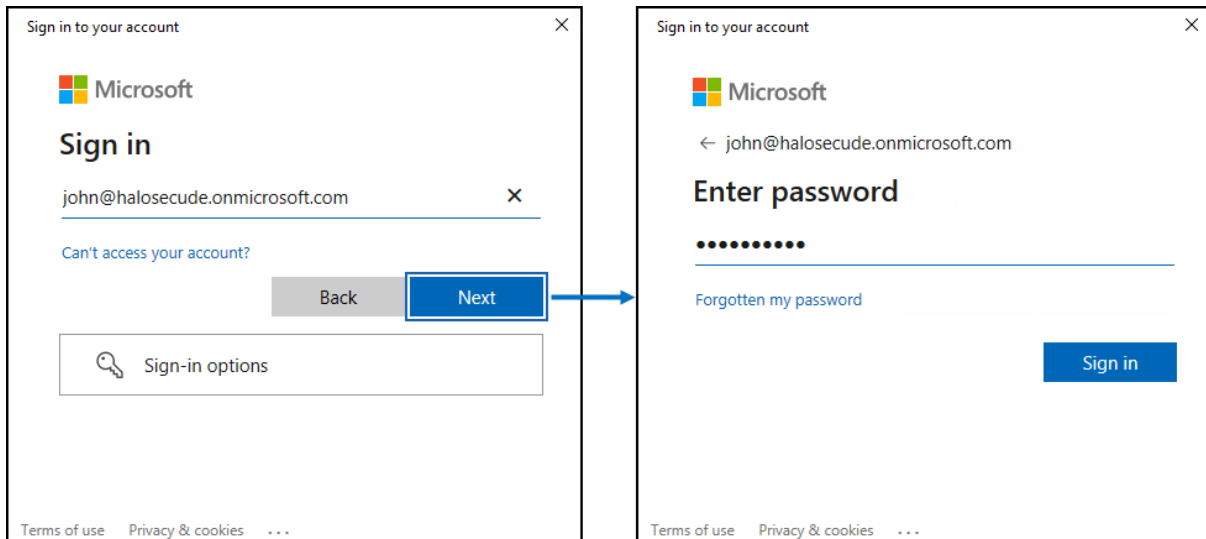 Sign in to your account
Microsoft
Sign in
john@halosecude.onmicrosoft.com
Can't access your account?
Back Next
Sign-in options
Terms of use Privacy & cookies ...
Sign in to your account
Microsoft
john@halosecude.onmicrosoft.com
Enter password
••••••••••
Forgotten my password
Sign in
Terms of use Privacy & cookies ...